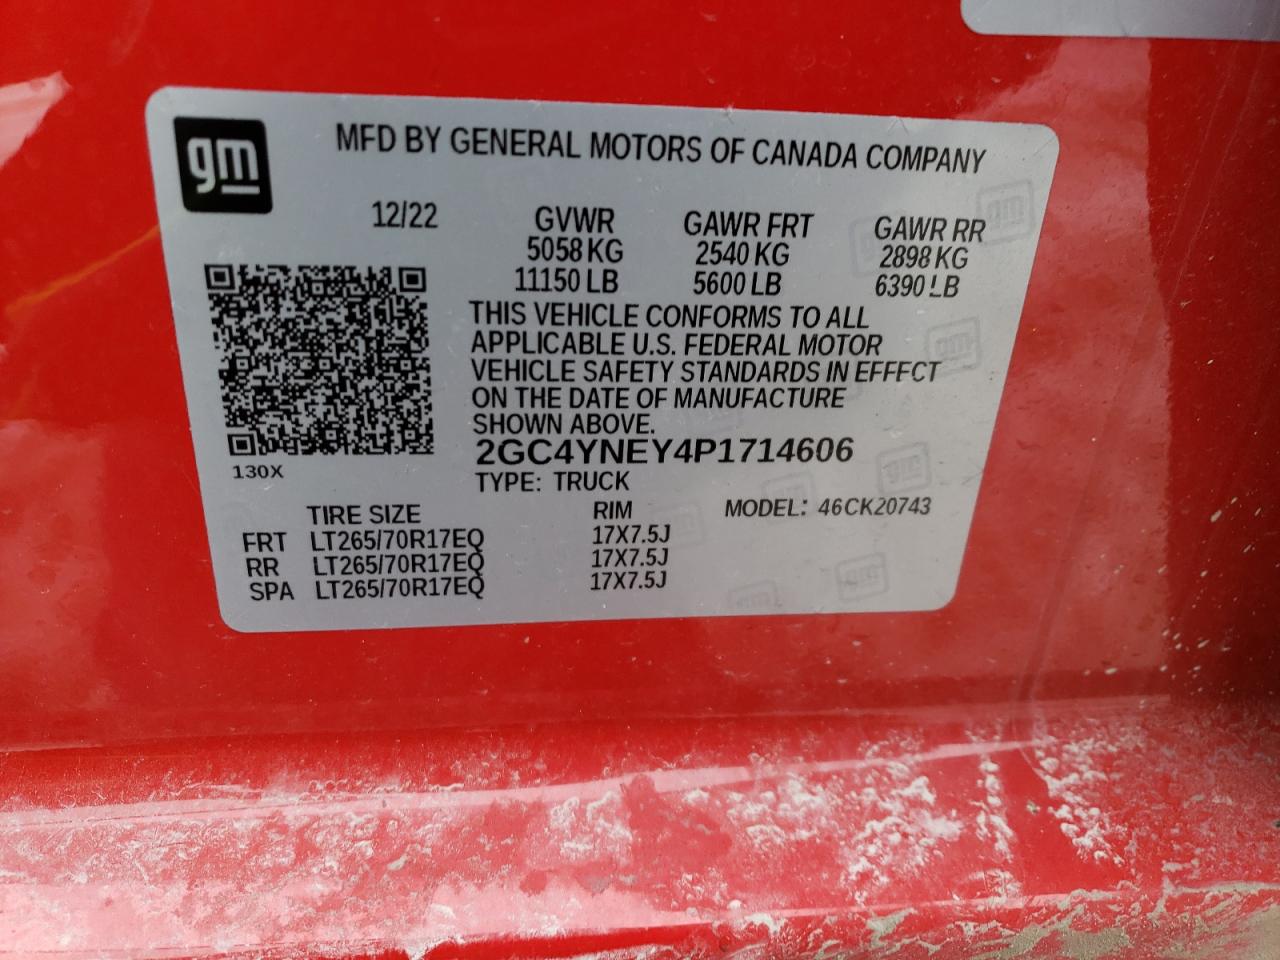 gm
MFD BY GENERAL MOTORS OF CANADA COMPANY
12/22 GVWR GAWR FRT GAWR RR
5058 KG 2540 KG 2898 KG
11150 LB 5600 LB 6390 LB
THIS VEHICLE CONFORMS TO ALL
APPLICABLE U.S. FEDERAL MOTOR
VEHICLE SAFETY STANDARDS IN EFFECT
ON THE DATE OF MANUFACTURE
SHOWN ABOVE.
2GC4YNEY4P1714606
130X
TYPE: TRUCK
TIRE SIZE RIM MODEL: 46CK20743
FRT LT265/70R17EQ 17X7.5J
RR LT265/70R17EQ 17X7.5J
SPA LT265/70R17EQ 17X7.5J